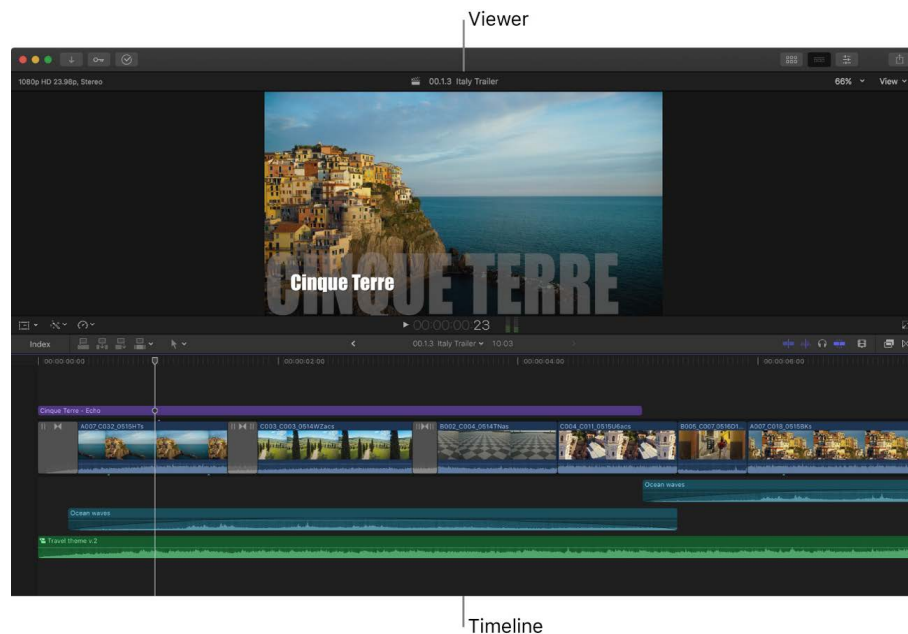 Viewer
1080p HD 23.98p, Stereo
00.1.3 Italy Trailer
66%
View
CINQUE TERRE
Cinque Terre
00:00:00:23
Index
00.1.3 Italy Trailer
10:03
00:00:00:00
00:00:02:00
00:00:04:00
00:00:06:00
Cinque Terre - Echo
A007_C032_0515HTs
C003_C003_0514WZacs
B002_C004_0514TNas
C004_C011_0515U6acs
B005_C007_0516D1...
A007_C018_0515BKs
Ocean waves
Ocean waves
Travel theme v.2
Timeline